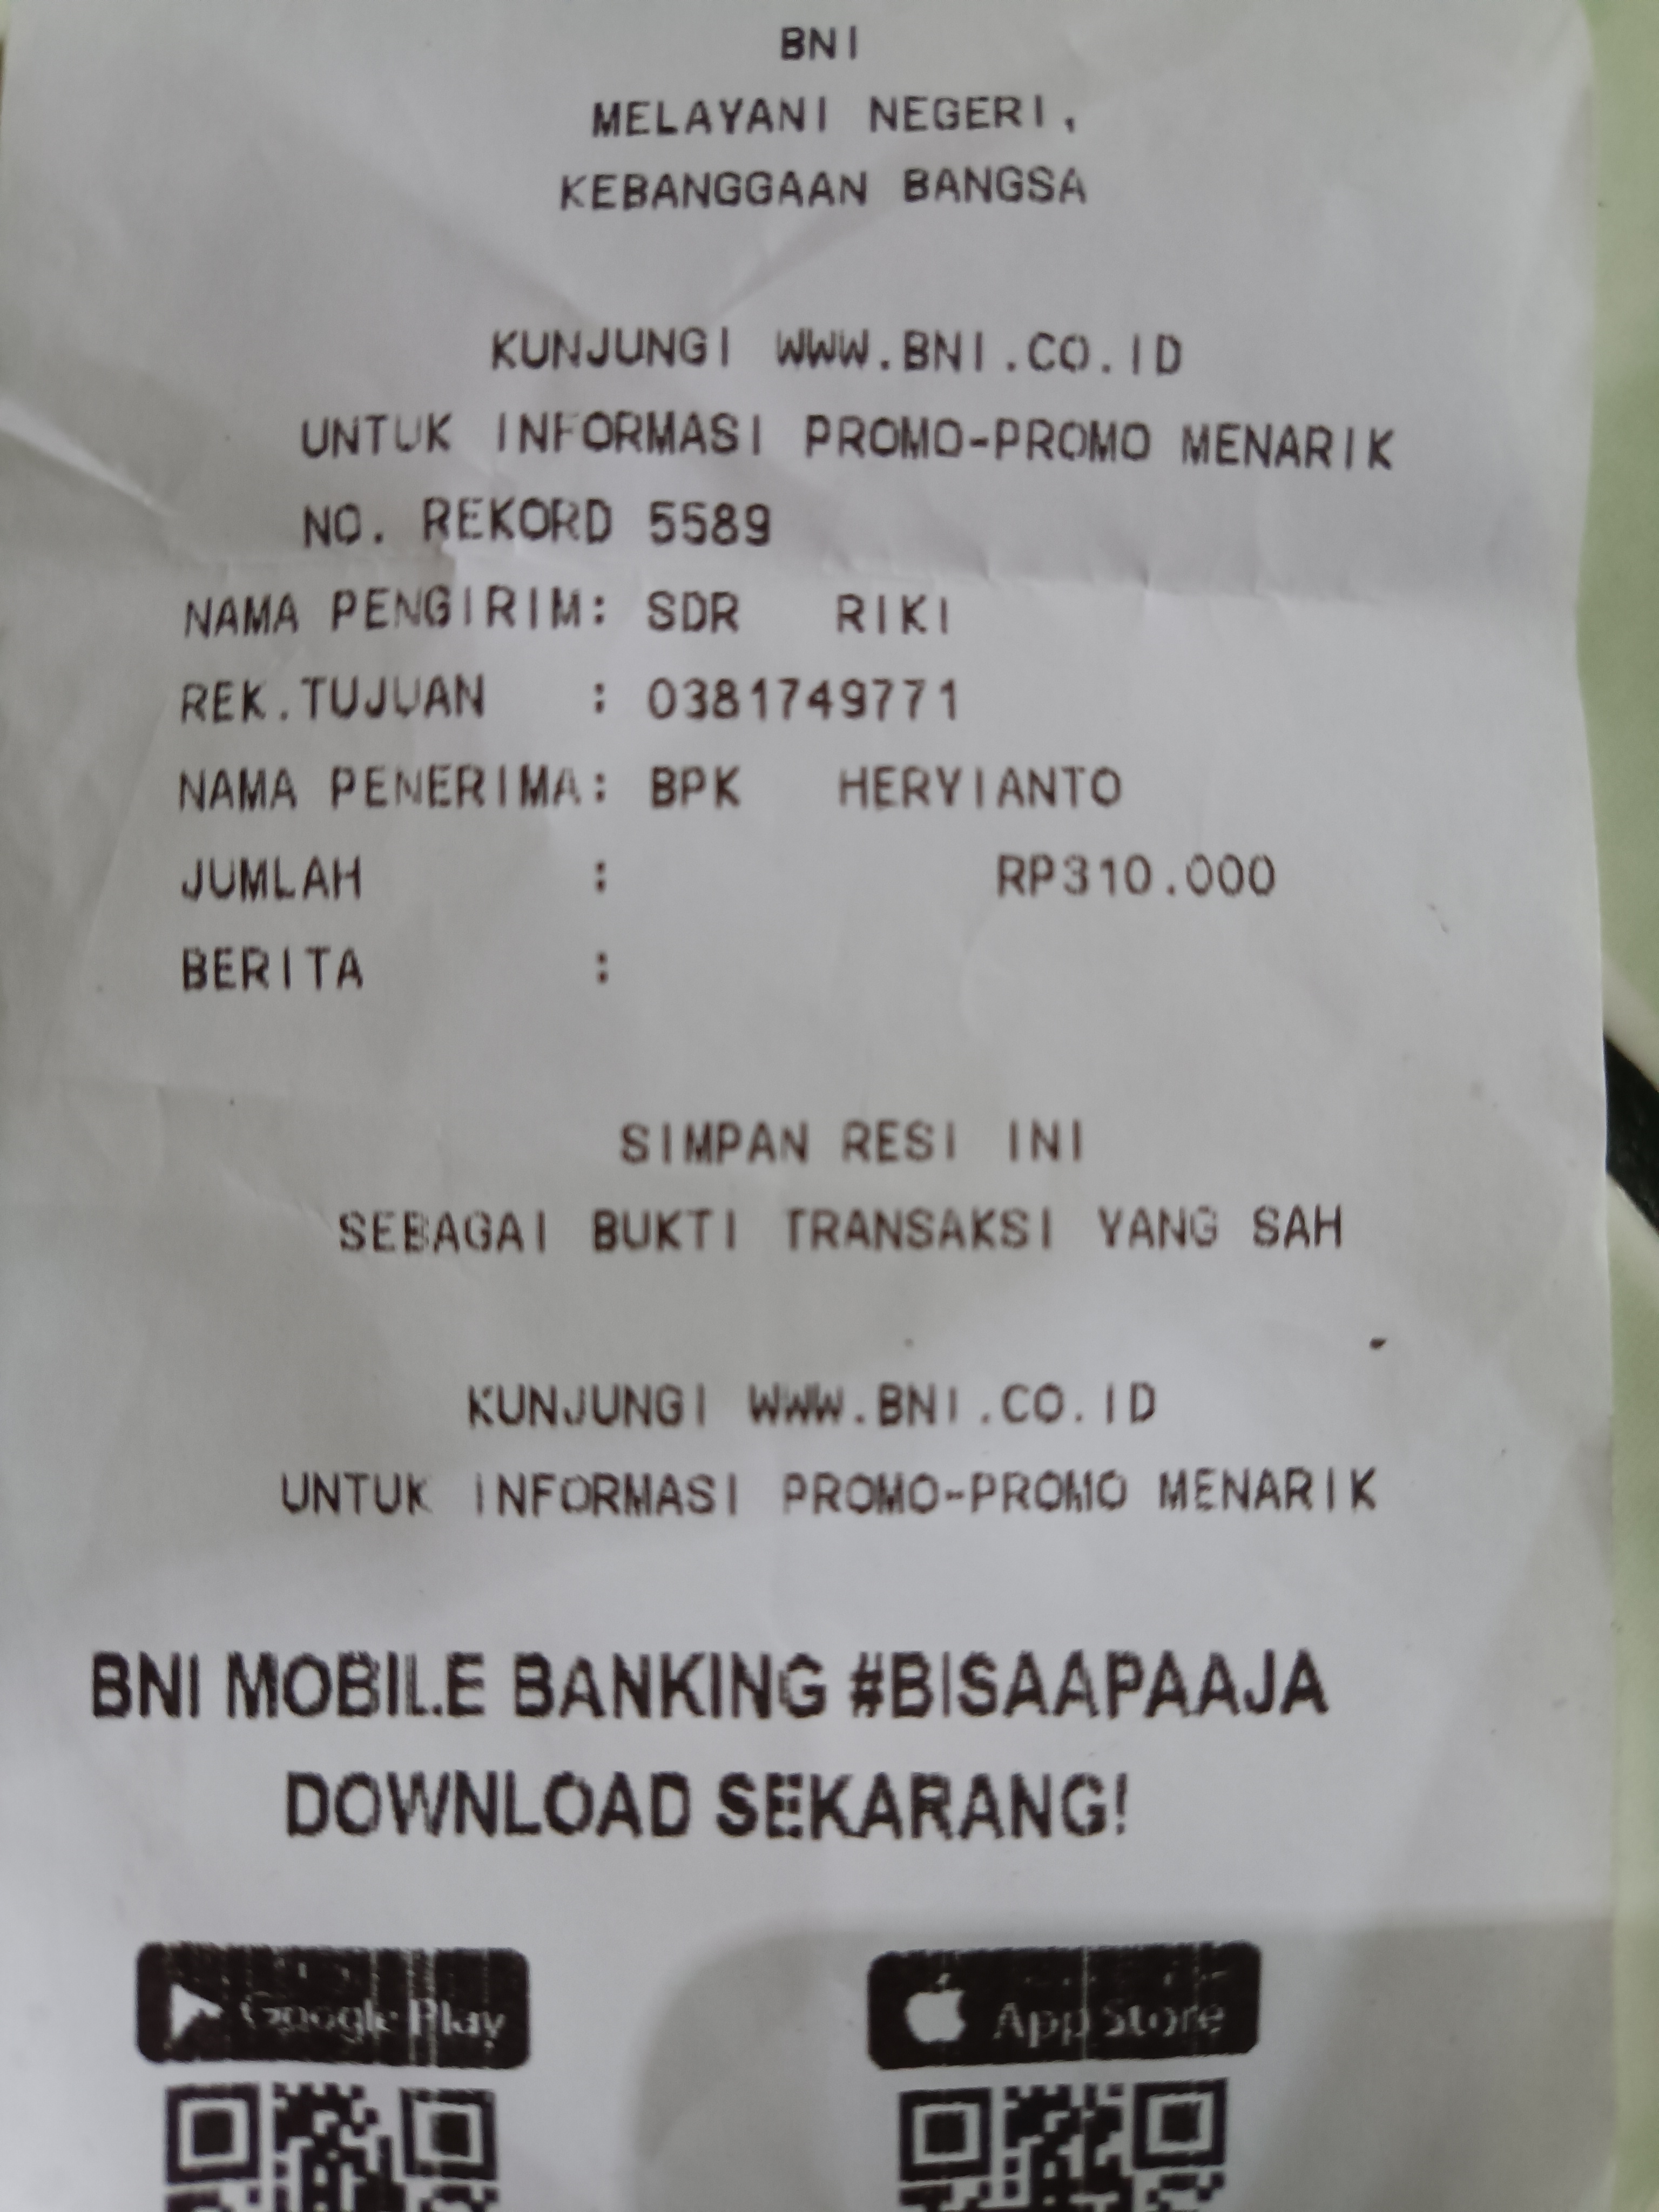 BNI
MELAYANI NEGERI,
KEBANGGAAN BANGSA
KUNJUNGI WWW.BNI.CO.ID
UNTUK INFORMASI PROMO-PROMO MENARIK
NO. REKORD 5589
NAMA PENGIRIM: SDR RIKI
REK.TUJUAN : 0381749771
NAMA PENERIMA: BPK HERYIANTO
JUMLAH : RP310.000
BERITA :
SIMPAN RESI INI
SEBAGAI BUKTI TRANSAKSI YANG SAH
KUNJUNGI WWW.BNI.CO.ID
UNTUK INFORMASI PROMO-PROMO MENARIK
BNI MOBILE BANKING #BISAAPAAJA
DOWNLOAD SEKARANG!
Google Play App Store